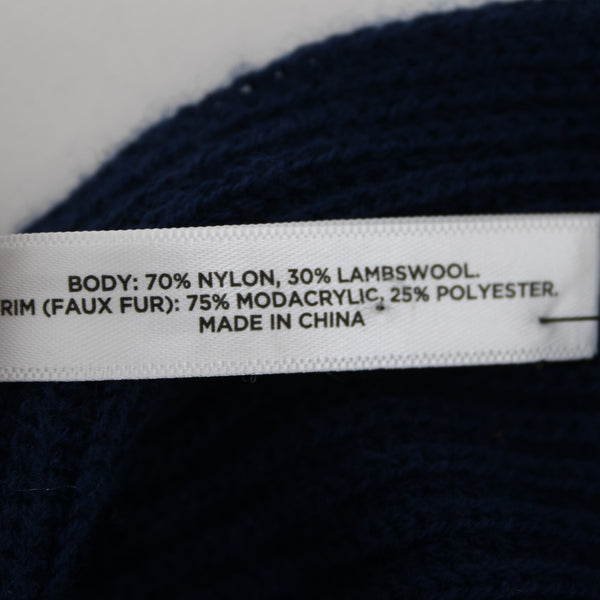 BODY: 70% NYLON, 30% LAMBSWOOL.
RIM (FAUX FUR): 75% MODACRYLIC, 25% POLYESTER.
MADE IN CHINA